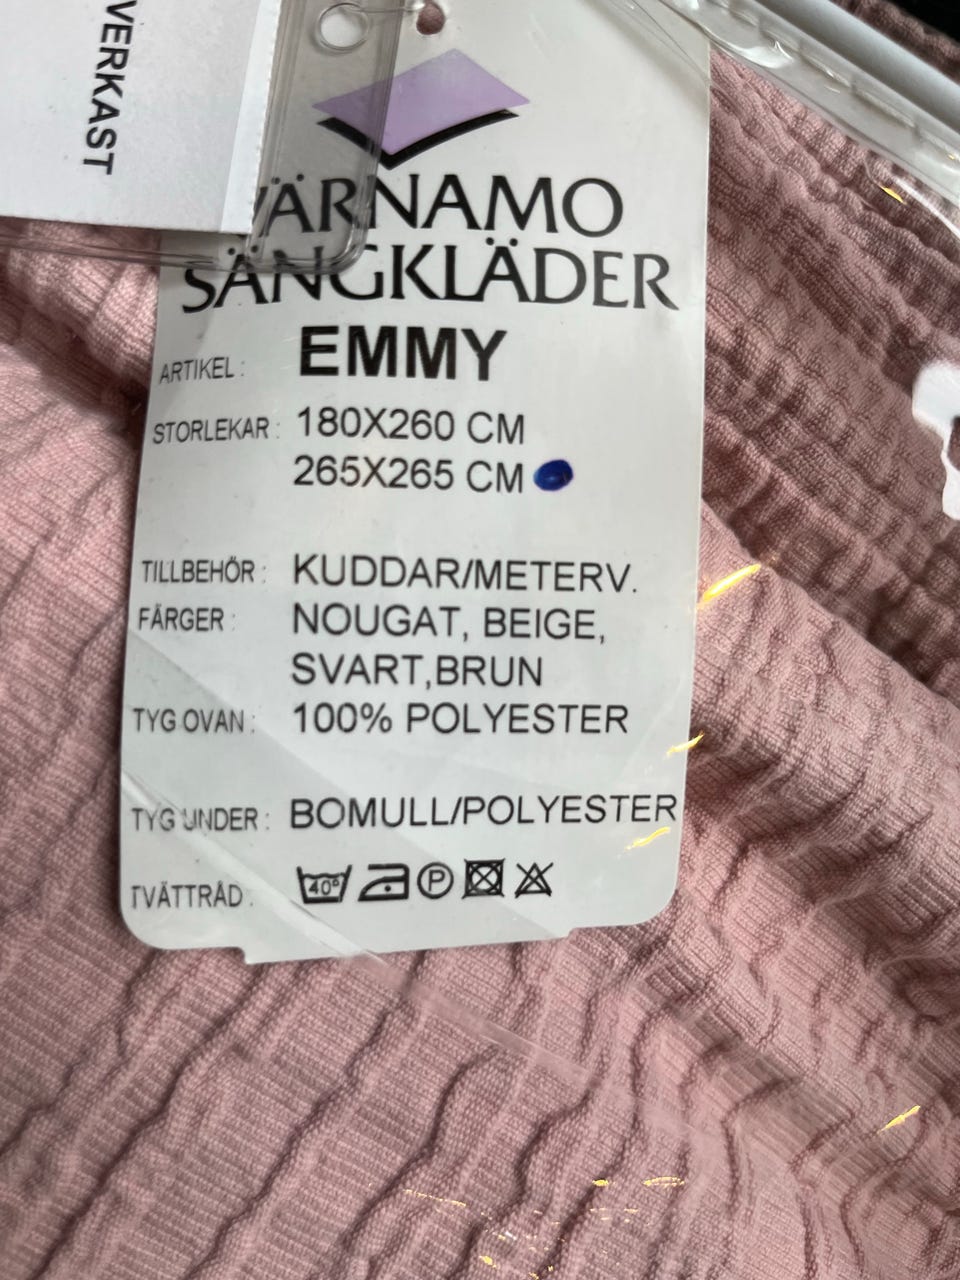 VERKAST
VÄRNAMO
SÄNGKLÄDER
ARTIKEL : EMMY
STORLEKAR : 180X260 CM
265X265 CM
TILLBEHÖR : KUDDAR/METERV.
FÄRGER : NOUGAT, BEIGE,
SVART,BRUN
TYG OVAN : 100% POLYESTER
TYG UNDER : BOMULL/POLYESTER
TVÄTTRÅD : 40° P